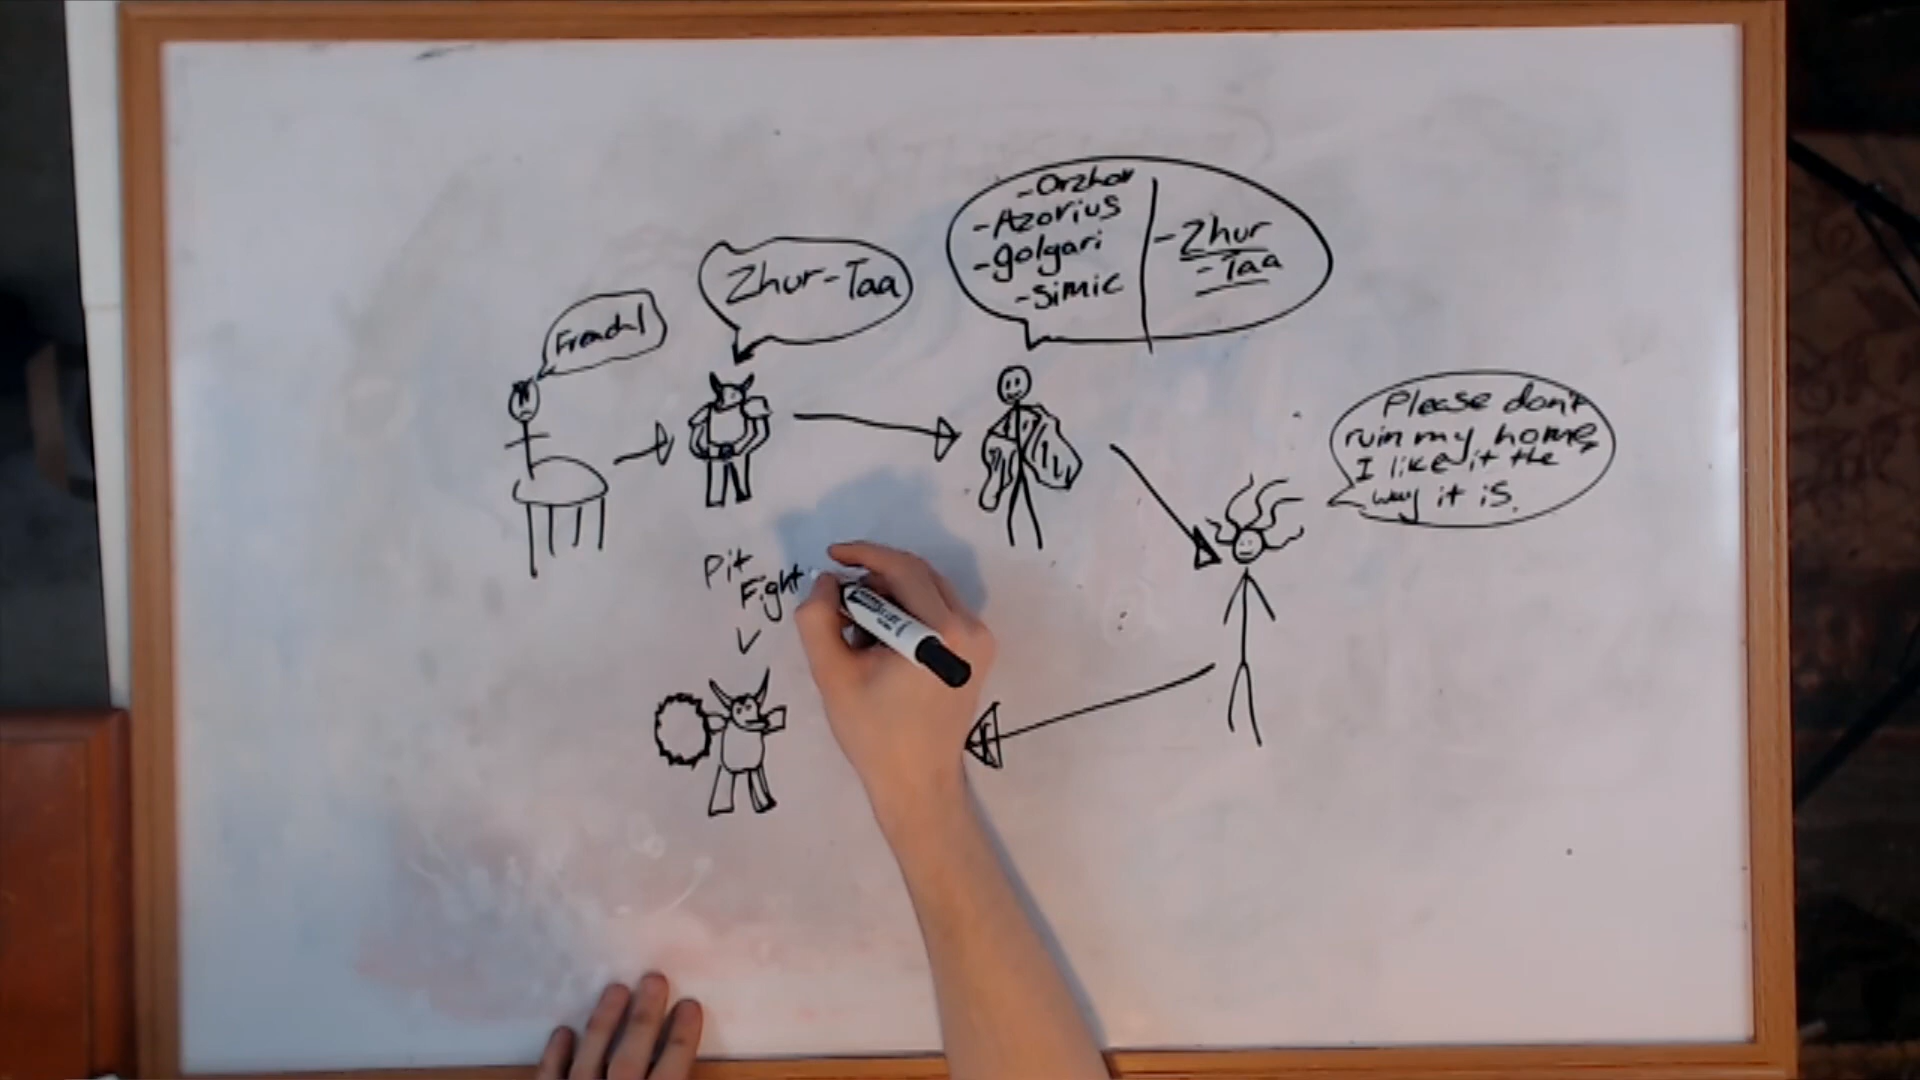 Zhur-Taa
-Orzhov
-Azorius
-golgari
-simic
-Zhur
-Taa
Please don't
ruin my home,
I like it the
way it is.
Pit
Fight